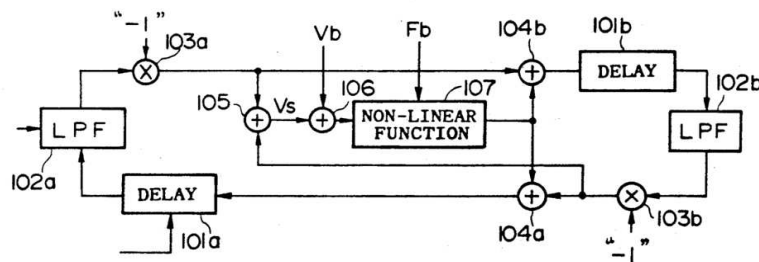 “-1” 103a Vb Fb 104b 101b
DELAY 102b
105 Vs 106 107
NON-LINEAR
FUNCTION
LPF LPF
102a DELAY
101a 104a 103b
“-1”